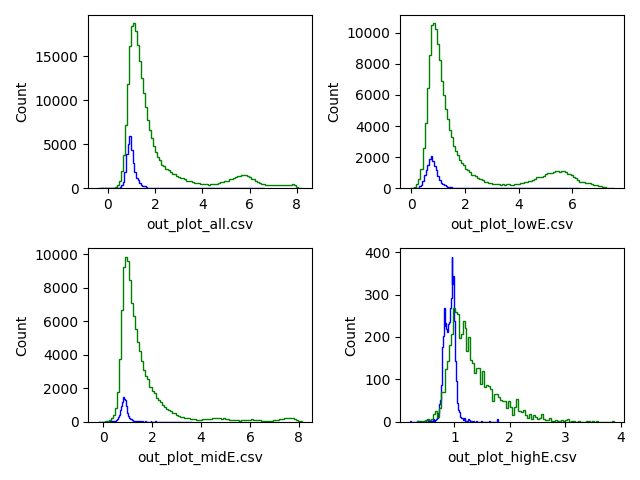 15000
10000
5000
0
Count
0 2 4 6 8
out_plot_all.csv
10000
8000
6000
4000
2000
0
Count
0 2 4 6
out_plot_lowE.csv
10000
8000
6000
4000
2000
0
Count
0 2 4 6 8
out_plot_midE.csv
400
300
200
100
0
Count
1 2 3 4
out_plot_highE.csv